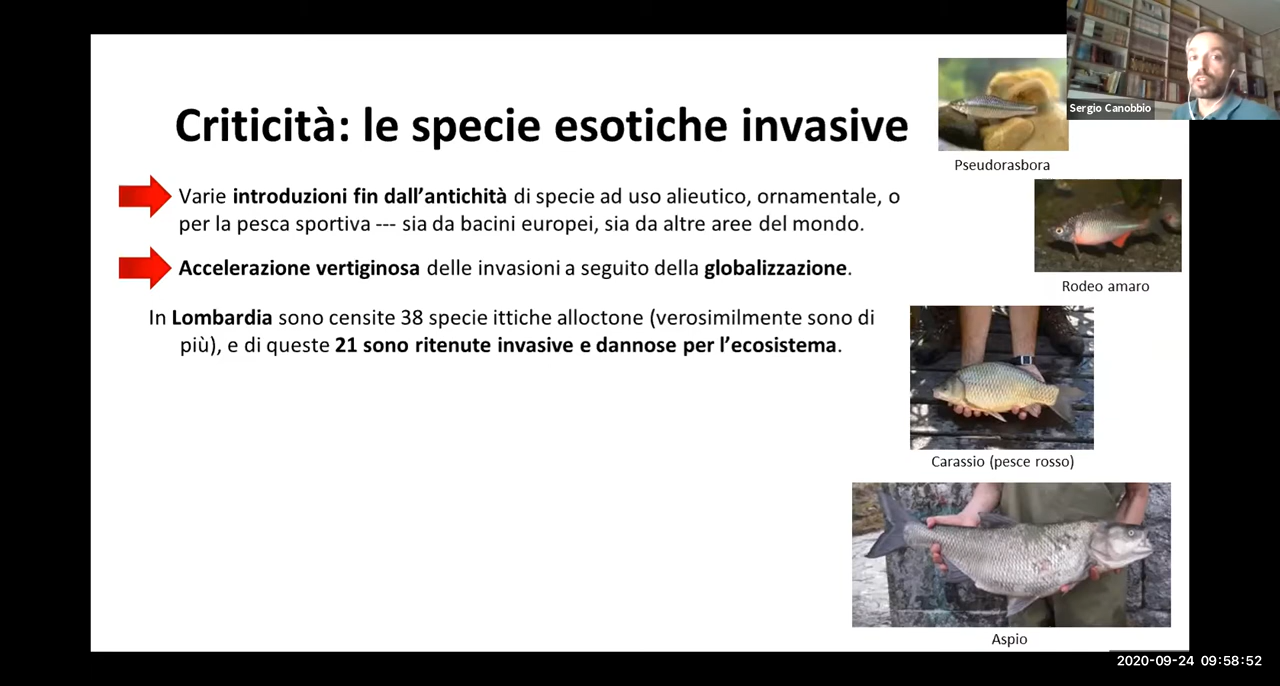 Criticità: le specie esotiche invasive
Varie introduzioni fin dall’antichità di specie ad uso alieutico, ornamentale, o
per la pesca sportiva --- sia da bacini europei, sia da altre aree del mondo.
Accelerazione vertiginosa delle invasioni a seguito della globalizzazione.
In Lombardia sono censite 38 specie ittiche alloctone (verosimilmente sono di
più), e di queste 21 sono ritenute invasive e dannose per l’ecosistema.
Sergio Canobbio
Pseudorasbora
Rodeo amaro
Carassio (pesce rosso)
Aspio
2020-09-24 09:58:52